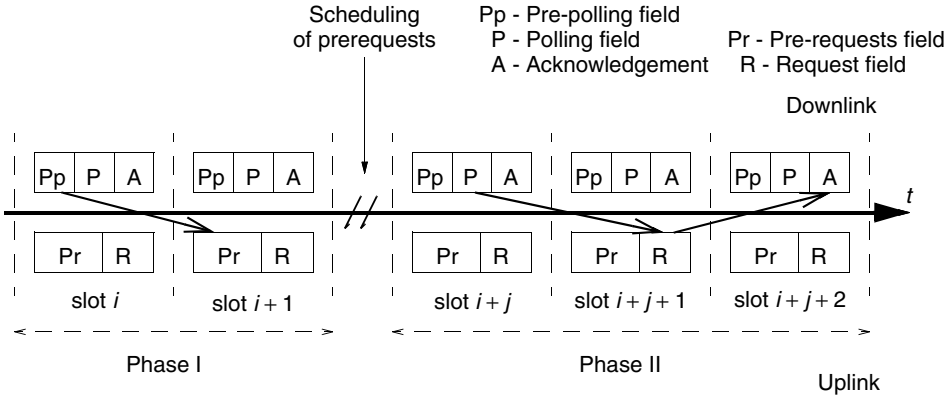 Scheduling
of prerequests
Pp - Pre-polling field
P - Polling field
A - Acknowledgement
Pr - Pre-requests field
R - Request field
Downlink
Pp P A
Pp P A
Pp P A
Pp P A
Pp P A
t
Pr R
Pr R
Pr R
Pr R
Pr R
slot i
slot i + 1
slot i + j
slot i + j + 1
slot i + j + 2
Phase I
Phase II
Uplink